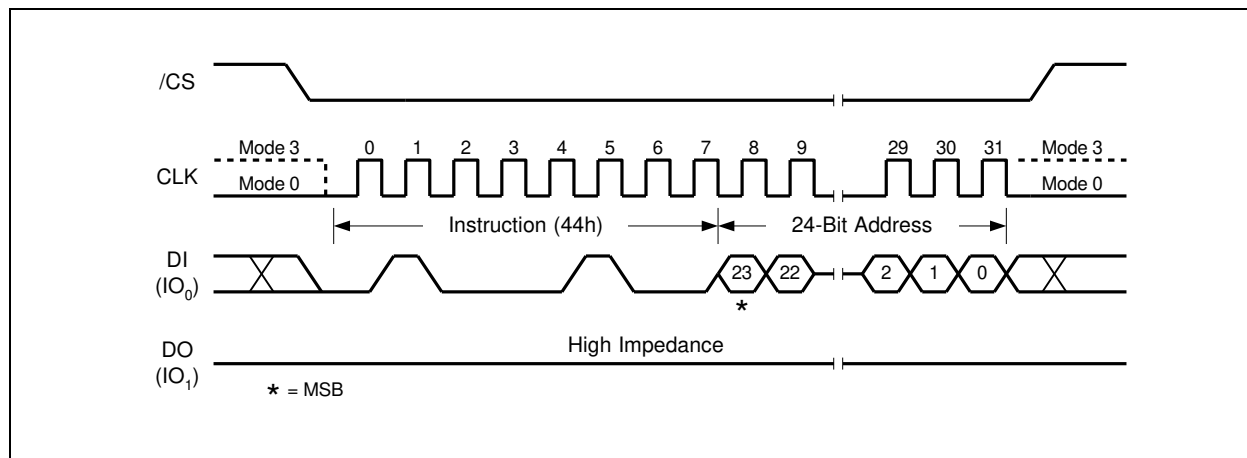 /CS
Mode 3 0 1 2 3 4 5 6 7 8 9 29 30 31 Mode 3
CLK Mode 0 Mode 0
Instruction (44h) 24-Bit Address
DI
(IO₀) 23 22 2 1 0
*
High Impedance
DO
(IO₁)
* = MSB